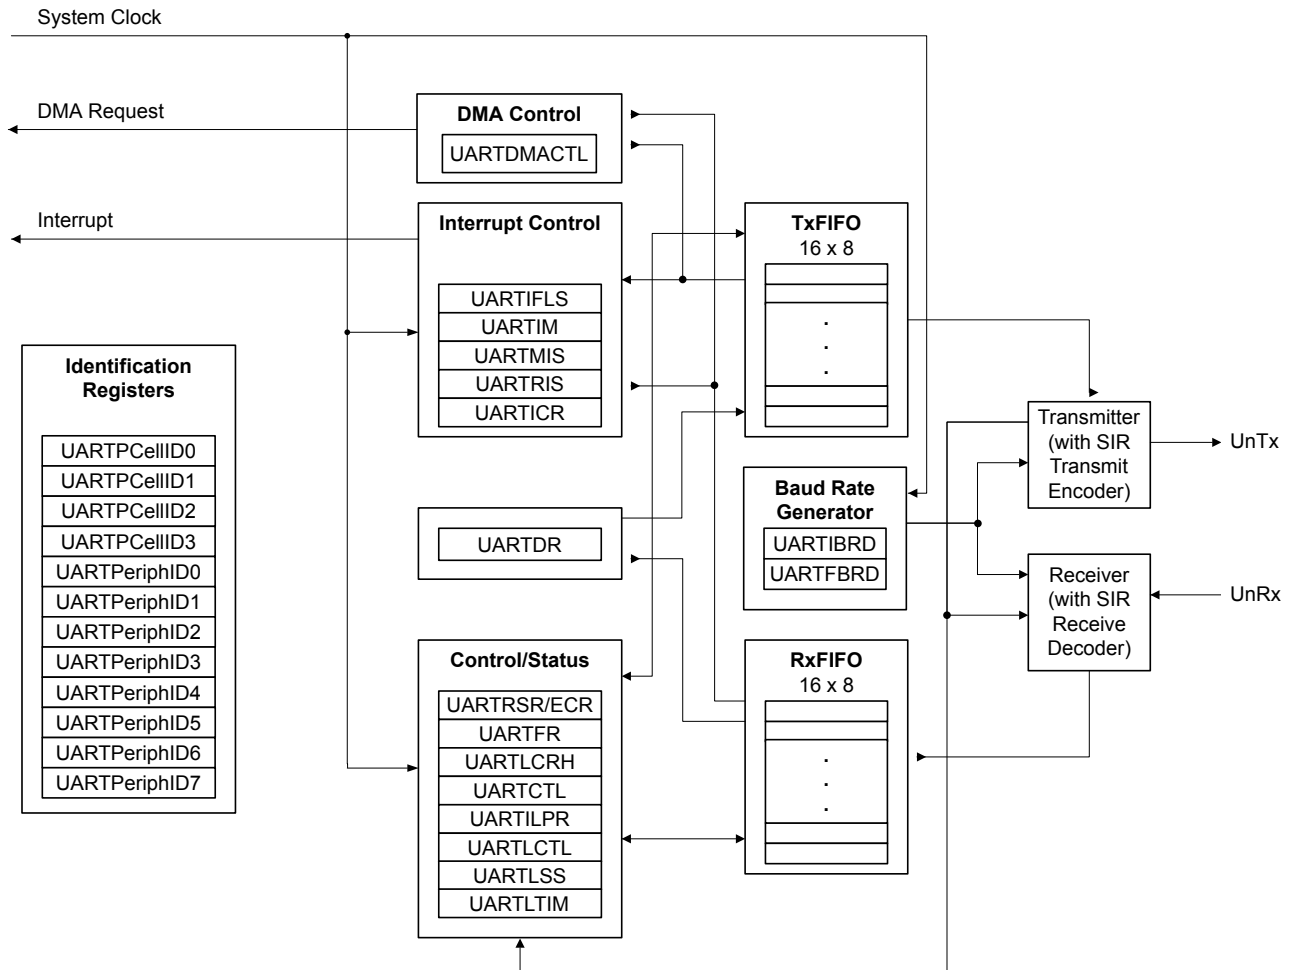 System Clock
DMA Request
DMA Control
UARTDMACTL
Interrupt
Interrupt Control
UARTIFLS
UARTIM
UARTMIS
UARTRIS
UARTICR
TxFIFO
16 x 8
.
.
.
Identification
Registers
UARTPCellID0
UARTPCellID1
UARTPCellID2
UARTPCellID3
UARTPeriphID0
UARTPeriphID1
UARTPeriphID2
UARTPeriphID3
UARTPeriphID4
UARTPeriphID5
UARTPeriphID6
UARTPeriphID7
UARTDR
Baud Rate
Generator
UARTIBRD
UARTFBRD
Transmitter
(with SIR
Transmit
Encoder)
UnTx
Receiver
(with SIR
Receive
Decoder)
UnRx
Control/Status
UARTRSR/ECR
UARTFR
UARTLCRH
UARTCTL
UARTILPR
UARTLCTL
UARTLSS
UARTLTIM
RxFIFO
16 x 8
.
.
.